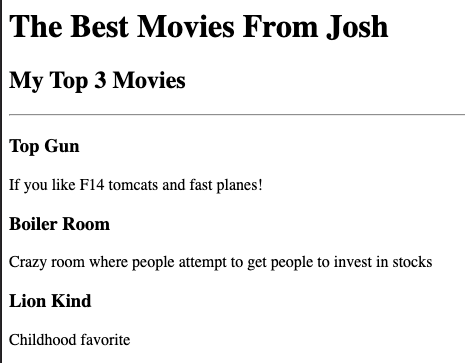 The Best Movies From Josh
My Top 3 Movies
Top Gun
If you like F14 tomcats and fast planes!
Boiler Room
Crazy room where people attempt to get people to invest in stocks
Lion Kind
Childhood favorite